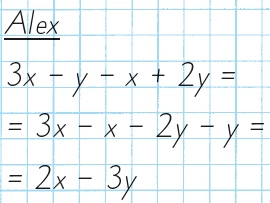 Alex
3x − y − x + 2y =
= 3x − x − 2y − y =
= 2x − 3y